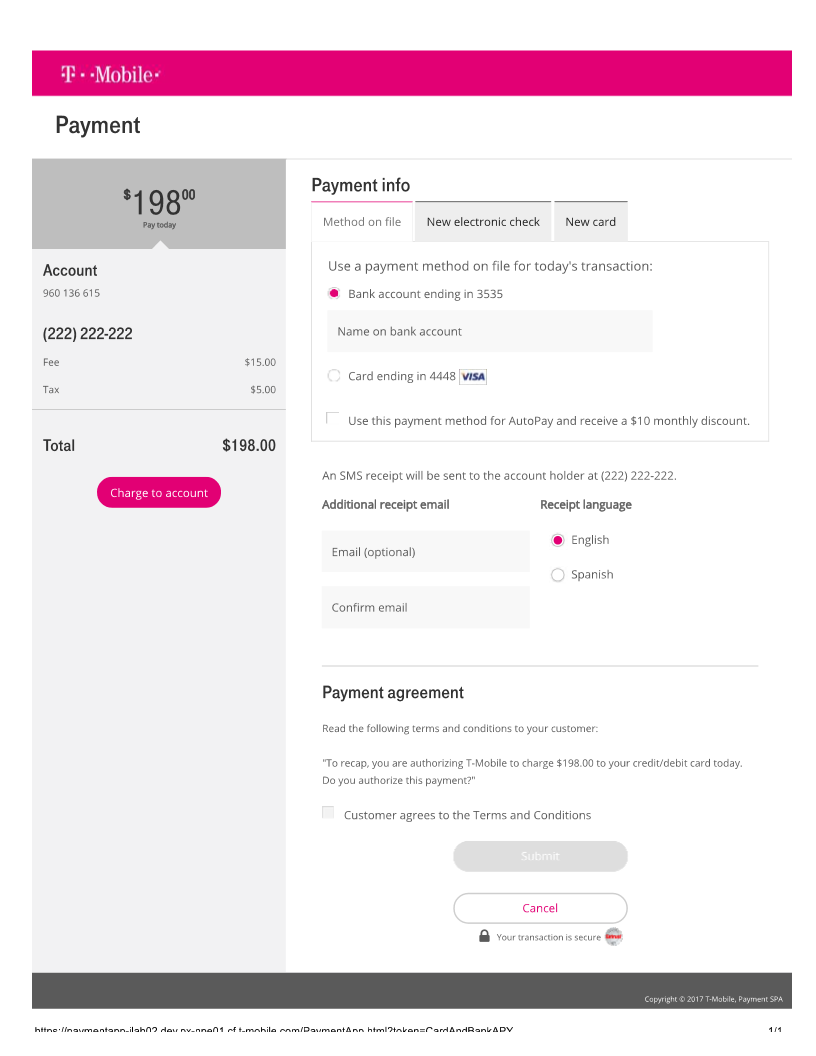 T · ·Mobile·
Payment
$198 00
Pay today
Account
960 136 615
(222) 222-222
Fee $15.00
Tax $5.00
Total $198.00
Charge to account
Payment info
Method on file New electronic check New card
Use a payment method on file for today's transaction:
Bank account ending in 3535
Name on bank account
Card ending in 4448 VISA
Use this payment method for AutoPay and receive a $10 monthly discount.
An SMS receipt will be sent to the account holder at (222) 222-222.
Additional receipt email Receipt language
Email (optional)
English
Spanish
Confirm email
Payment agreement
Read the following terms and conditions to your customer:
"To recap, you are authorizing T-Mobile to charge $198.00 to your credit/debit card today.
Do you authorize this payment?"
Customer agrees to the Terms and Conditions
Submit
Cancel
Your transaction is secure
Copyright © 2017 T-Mobile, Payment SPA
1/1